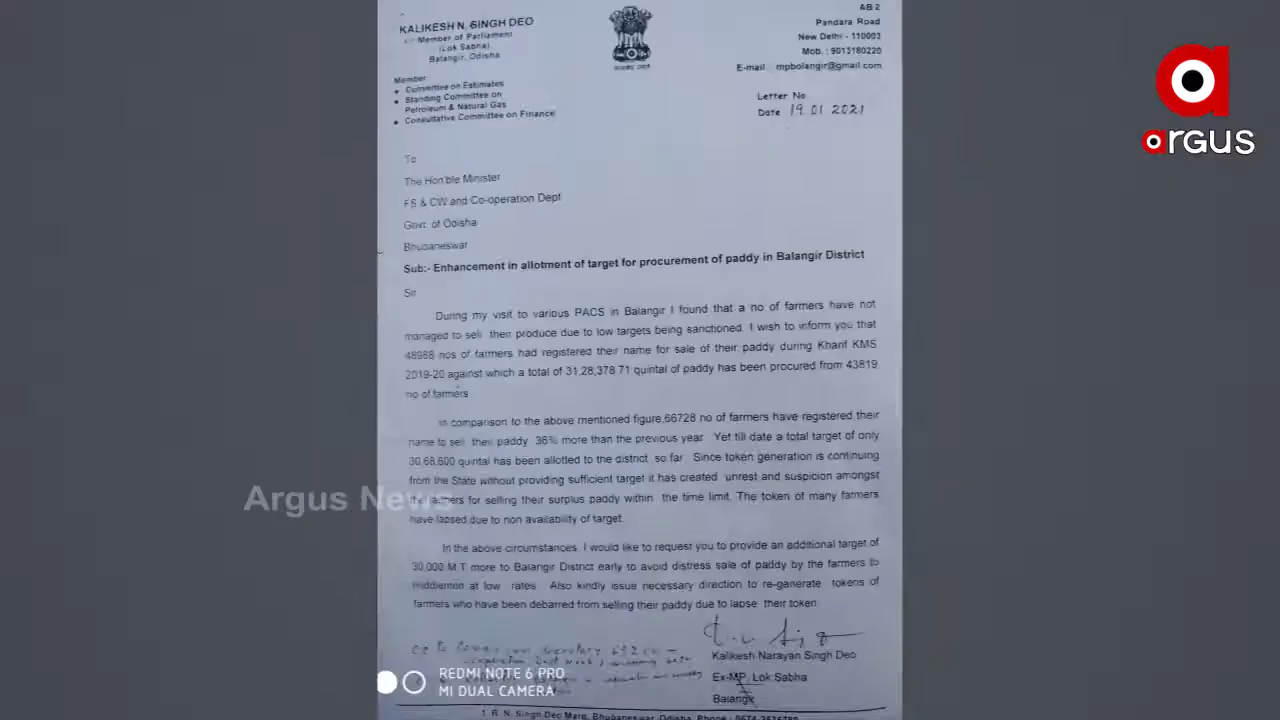 KALIKESH N. SINGH DEO
Member of Parliament
(Lok Sabha)
Balangir, Odisha
Member
• Committee on Estimates
• Standing Committee on
Petroleum & Natural Gas
• Consultative Committee on Finance
AB 2
Pandara Road
New Delhi - 110003
Mob. : 9013180220
E-mail mpbolangir@gmail.com
Letter No
Date 19 01 2021
argus
To
The Hon'ble Minister
FS & CW and Co-operation Dept
Govt. of Odisha
Bhubaneswar
Sub:- Enhancement in allotment of target for procurement of paddy in Balangir District
Sir
During my visit to various PACS in Balangir I found that a no of farmers have not
managed to sell their produce due to low targets being sanctioned. I wish to inform you that
48988 nos of farmers had registered their name for sale of their paddy during Kharif KMS
2019-20 against which a total of 31,28,378 71 quintal of paddy has been procured from 43819
no of farmers
In comparison to the above mentioned figure, 66728 no of farmers have registered their
name to sell their paddy 36% more than the previous year Yet till date a total target of only
30,68,600 quintal has been allotted to the district so far Since token generation is continuing
from the State without providing sufficient target it has created unrest and suspicion amongst
the farmers for selling their surplus paddy within the time limit. The token of many farmers
have lapsed due to non availability of target.
Argus News
In the above circumstances I would like to request you to provide an additional target of
30,000 M T more to Balangir District early to avoid distress sale of paddy by the farmers to
middleman at low rates Also kindly issue necessary direction to re-generate tokens of
farmers who have been debarred from selling their paddy due to lapse their token
Kalikesh Narayan Singh Deo
Ex-MP, Lok Sabha
Balangir
REDMI NOTE 6 PRO
MI DUAL CAMERA